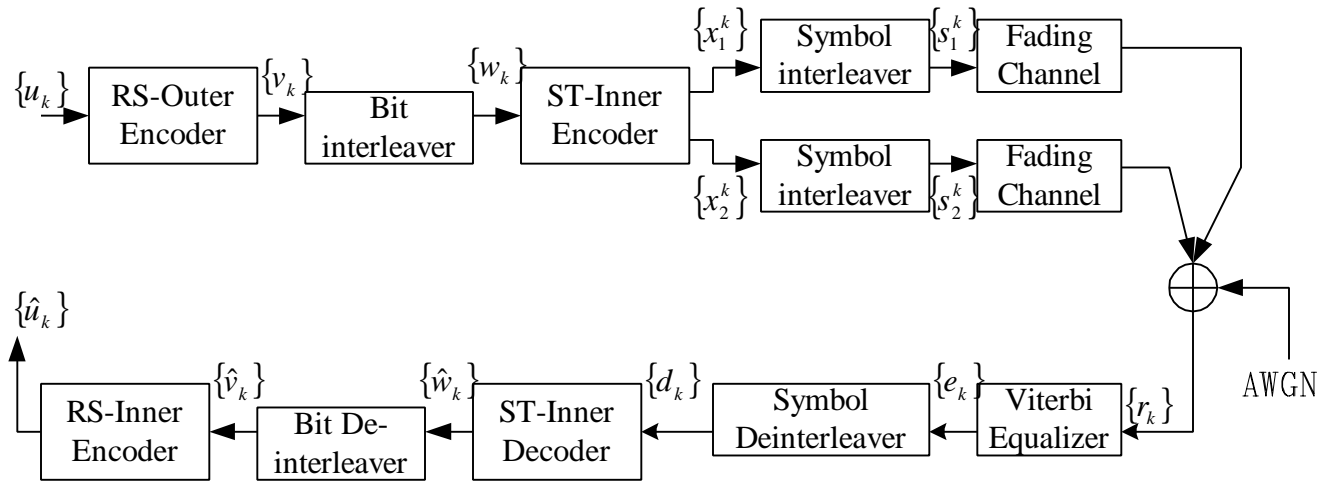 {u_k}
RS-Outer
Encoder
{v_k}
Bit
interleaver
{w_k}
ST-Inner
Encoder
{x_1^k}
Symbol
interleaver
{s_1^k}
Fading
Channel
{x_2^k}
Symbol
interleaver
{s_2^k}
Fading
Channel
AWGN
{r_k}
Viterbi
Equalizer
{e_k}
Symbol
Deinterleaver
{d_k}
ST-Inner
Decoder
{ŵ_k}
Bit De-
interleaver
{v̂_k}
RS-Inner
Encoder
{û_k}